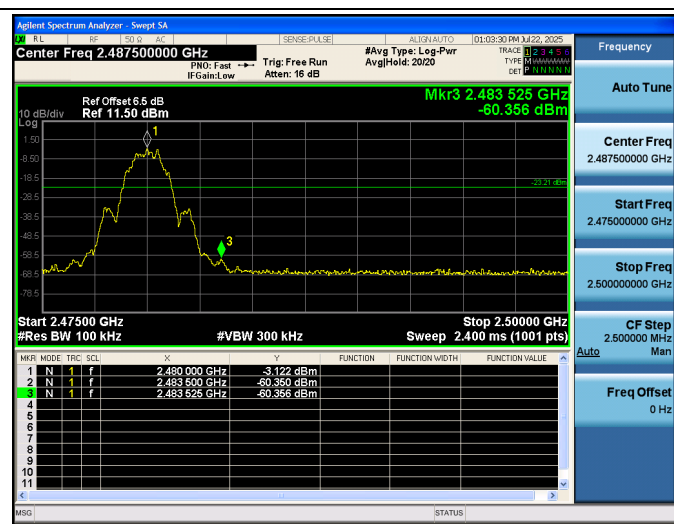 Agilent Spectrum Analyzer - Swept SA
RL RF 50 Ω AC SENSE:PULSE ALIGN AUTO 01:03:30 PM Jul 22, 2025
Center Freq 2.487500000 GHz
PNO: Fast
IFGain:Low
Trig: Free Run
Atten: 16 dB
#Avg Type: Log-Pwr
Avg|Hold: 20/20
TRACE 1 2 3 4 5 6
TYPE M
DET P N N N N N
Ref Offset 6.5 dB
Ref 11.50 dBm
10 dB/div
Log
Mkr3 2.483 525 GHz
-60.356 dBm
1
1.50
-8.50
-18.5
-23.21 dBm
-28.5
-38.5
-48.5
3
-58.5
-68.5
-78.5
Start 2.47500 GHz
Stop 2.50000 GHz
#Res BW 100 kHz
#VBW 300 kHz
Sweep 2.400 ms (1001 pts)
MKR MODE TRC SCL X Y FUNCTION FUNCTION WIDTH FUNCTION VALUE
1 N 1 f 2.480 000 GHz -3.122 dBm
2 N 1 f 2.483 500 GHz -60.350 dBm
3 N 1 f 2.483 525 GHz -60.356 dBm
4
5
6
7
8
9
10
11
MSG STATUS
Frequency
Auto Tune
Center Freq
2.487500000 GHz
Start Freq
2.475000000 GHz
Stop Freq
2.500000000 GHz
CF Step
2.500000 MHz
Auto Man
Freq Offset
0 Hz